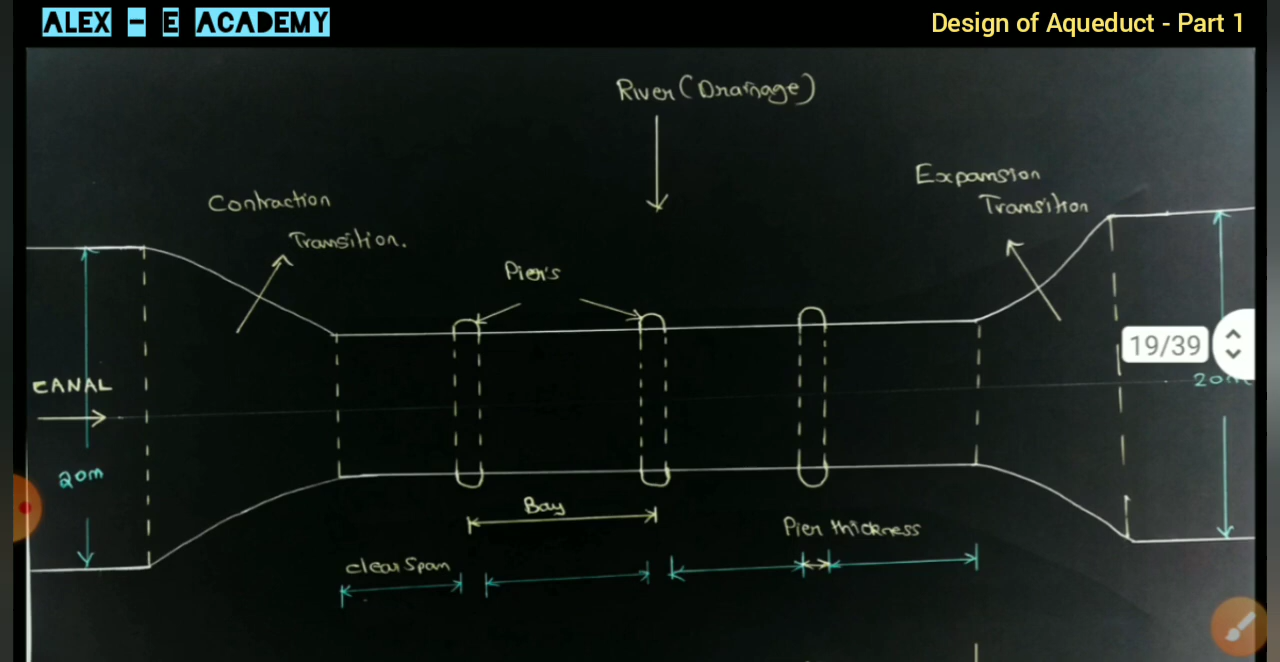 ALEX - E ACADEMY
Design of Aqueduct - Part 1
River (Drainage)
Contraction
Transition.
Expansion
Transition
Pier's
19/39
CANAL
20m
20m
Bay
Pier thickness
clear Span